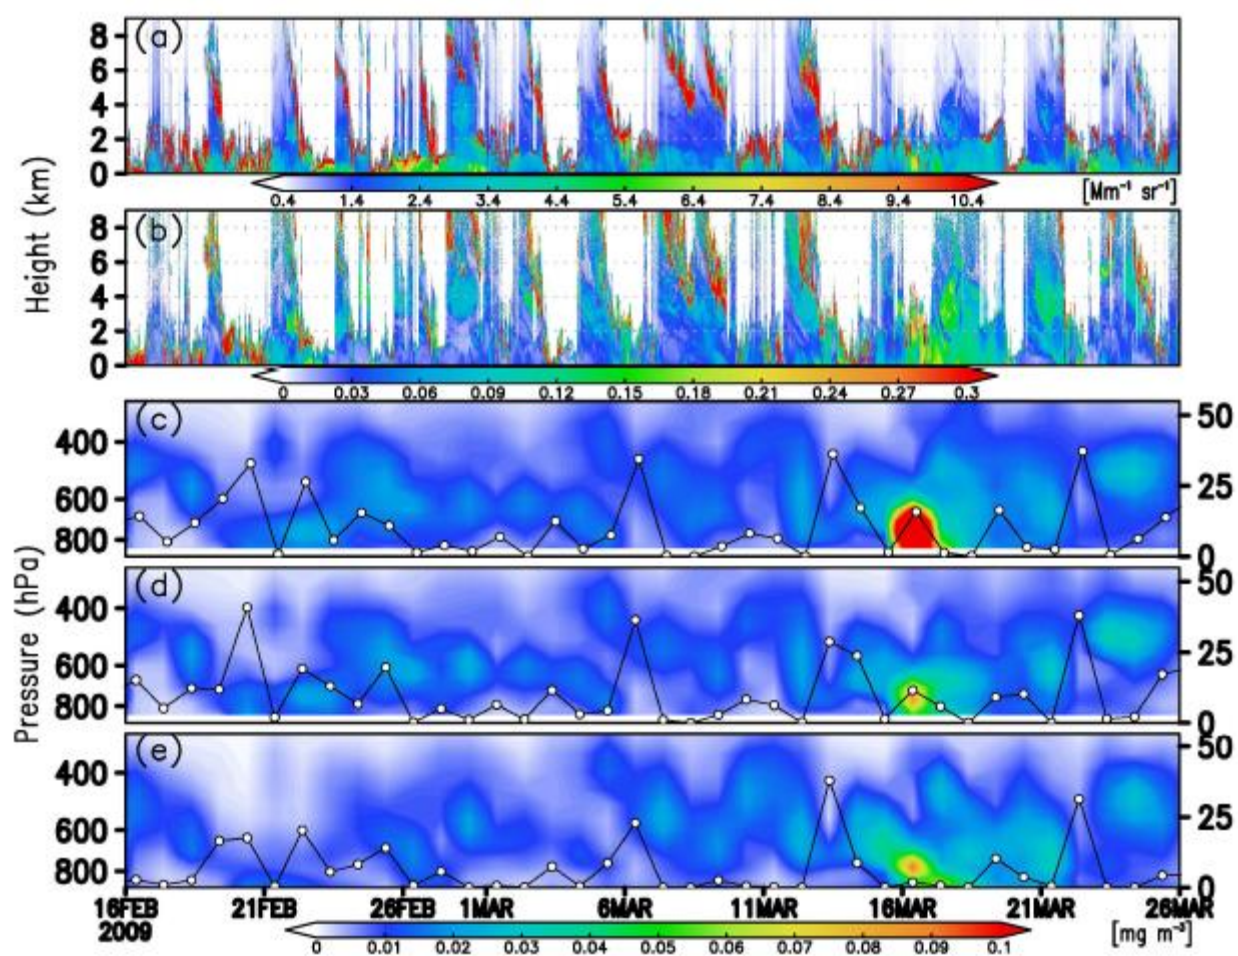 (a)
8
6
4
2
0
0.4 1.4 2.4 3.4 4.4 5.4 6.4 7.4 8.4 9.4 10.4 [Mm⁻¹ sr⁻¹]
Height (km)
(b)
8
6
4
2
0
0 0.03 0.06 0.09 0.12 0.15 0.18 0.21 0.24 0.27 0.3
(c)
400
600
800
50
25
0
Pressure (hPa)
(d)
400
600
800
50
25
0
(e)
400
600
800
50
25
0
16FEB 21FEB 26FEB 1MAR 6MAR 11MAR 16MAR 21MAR 26MAR
2009
0 0.01 0.02 0.03 0.04 0.05 0.06 0.07 0.08 0.09 0.1 [mg m⁻³]